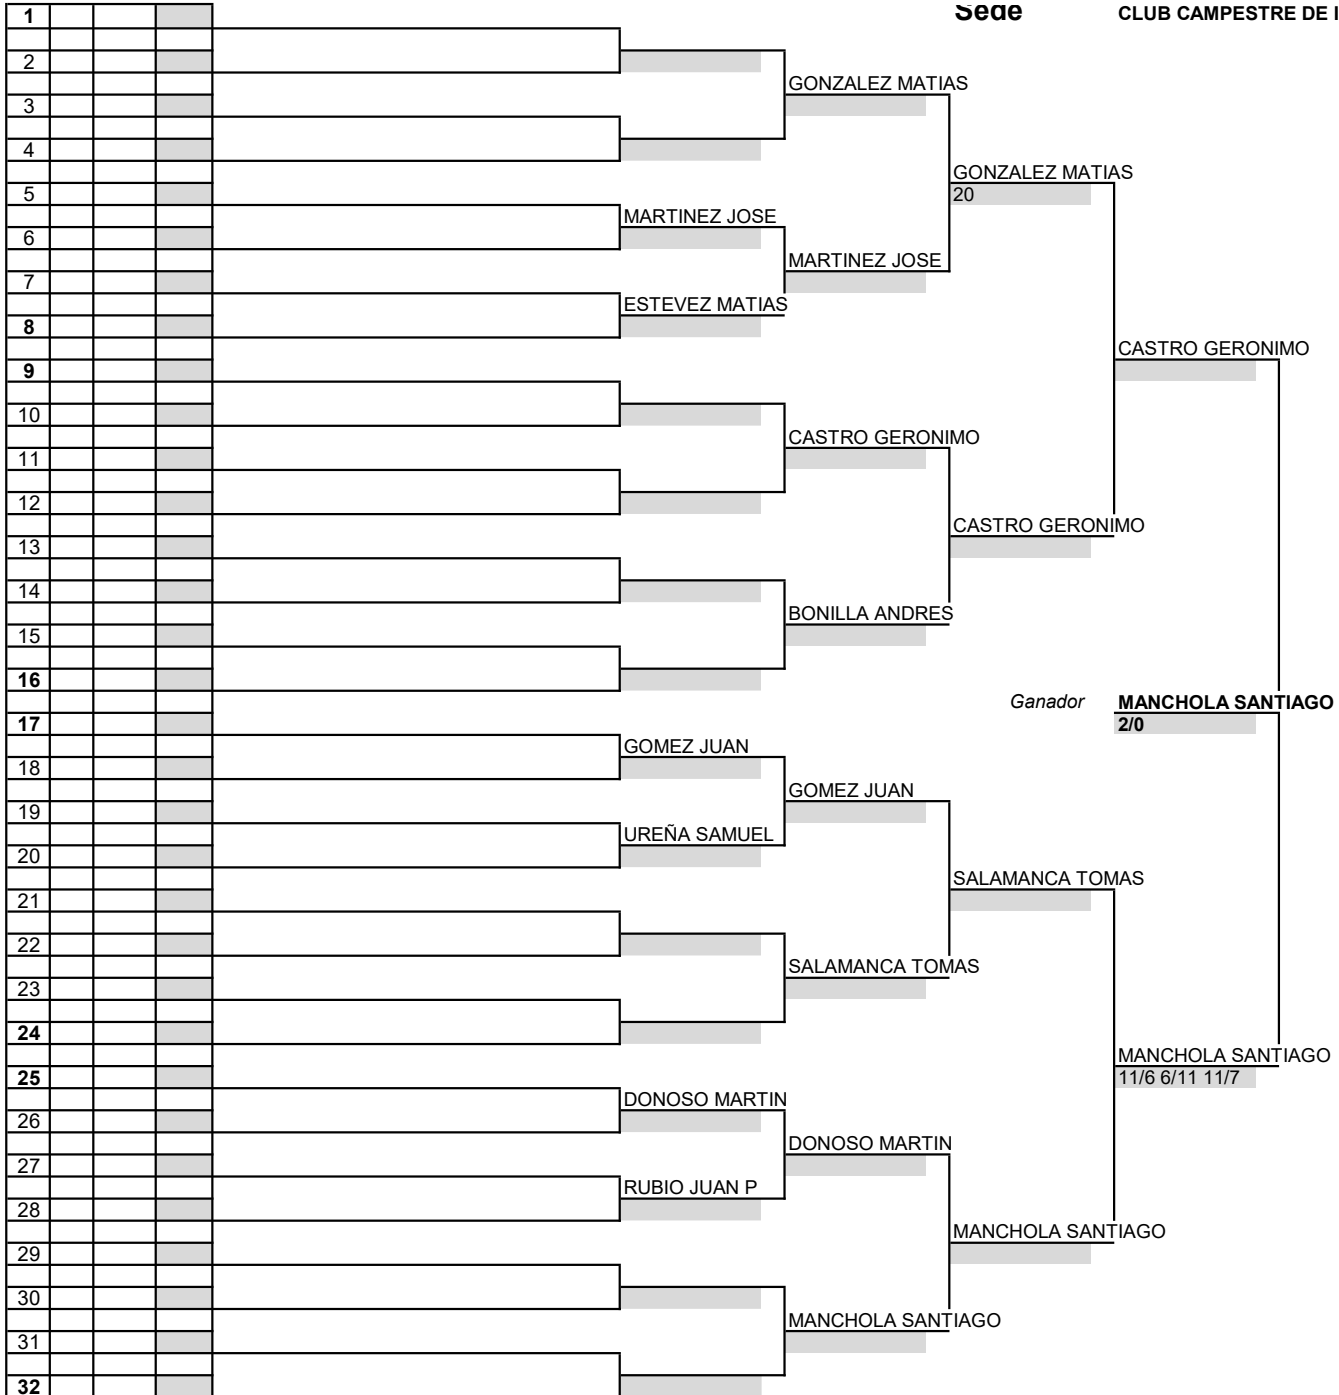 1
Sede CLUB CAMPESTRE DE
2
GONZALEZ MATIAS
3
4
GONZALEZ MATIAS
5
20
MARTINEZ JOSE
6
MARTINEZ JOSE
7
ESTEVEZ MATIAS
8
CASTRO GERONIMO
9
10
CASTRO GERONIMO
11
12
CASTRO GERONIMO
13
14
BONILLA ANDRES
15
16
Ganador MANCHOLA SANTIAGO
17
2/0
GOMEZ JUAN
18
GOMEZ JUAN
19
UREÑA SAMUEL
20
SALAMANCA TOMAS
21
22
SALAMANCA TOMAS
23
24
MANCHOLA SANTIAGO
25
11/6 6/11 11/7
DONOSO MARTIN
26
DONOSO MARTIN
27
RUBIO JUAN P
28
MANCHOLA SANTIAGO
29
30
MANCHOLA SANTIAGO
31
32